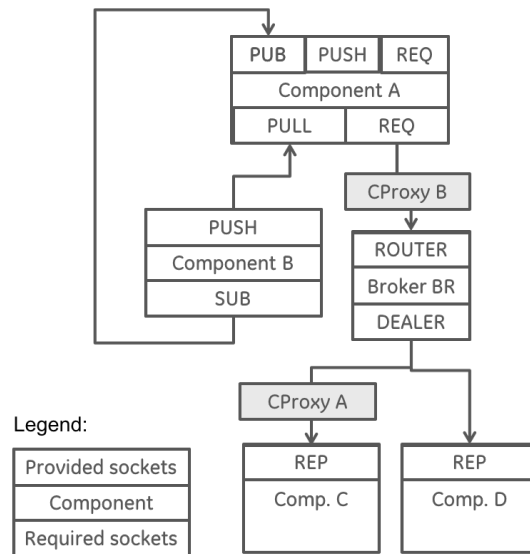 PUB PUSH REQ
Component A
PULL REQ
CProxy B
PUSH
Component B
SUB
ROUTER
Broker BR
DEALER
CProxy A
REP
Comp. C
REP
Comp. D
Legend:
Provided sockets
Component
Required sockets